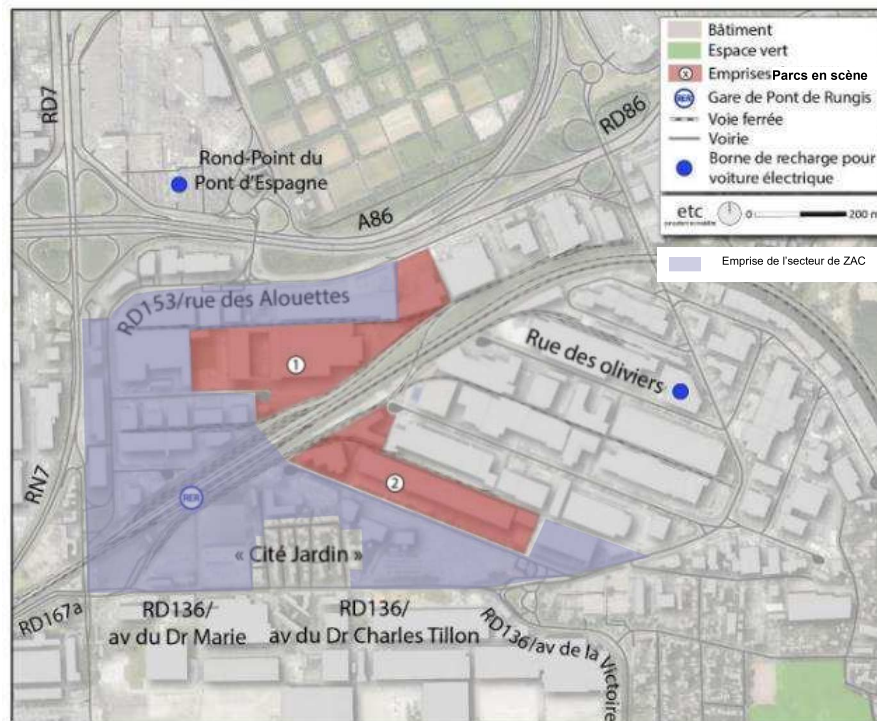 Bâtiment
Espace vert
x Emprises Parcs en scène
RER Gare de Pont de Rungis
Voie ferrée
Voirie
Borne de recharge pour
voiture électrique
etc
0 200 m
Emprise de l'secteur de ZAC
RD7
RD86
Rond-Point du
Pont d'Espagne
A86
RD153/rue des Alouettes
1
Rue des oliviers
RN7
2
RER
« Cité Jardin »
RD167a
RD136/
av du Dr Marie
RD136/
av du Dr Charles Tillon
RD136/av de la Victoire